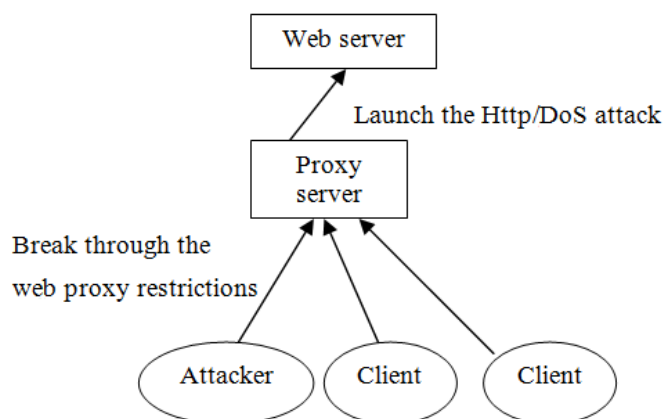 Web server
Launch the Http/DoS attack
Proxy
server
Break through the
web proxy restrictions
Attacker
Client
Client